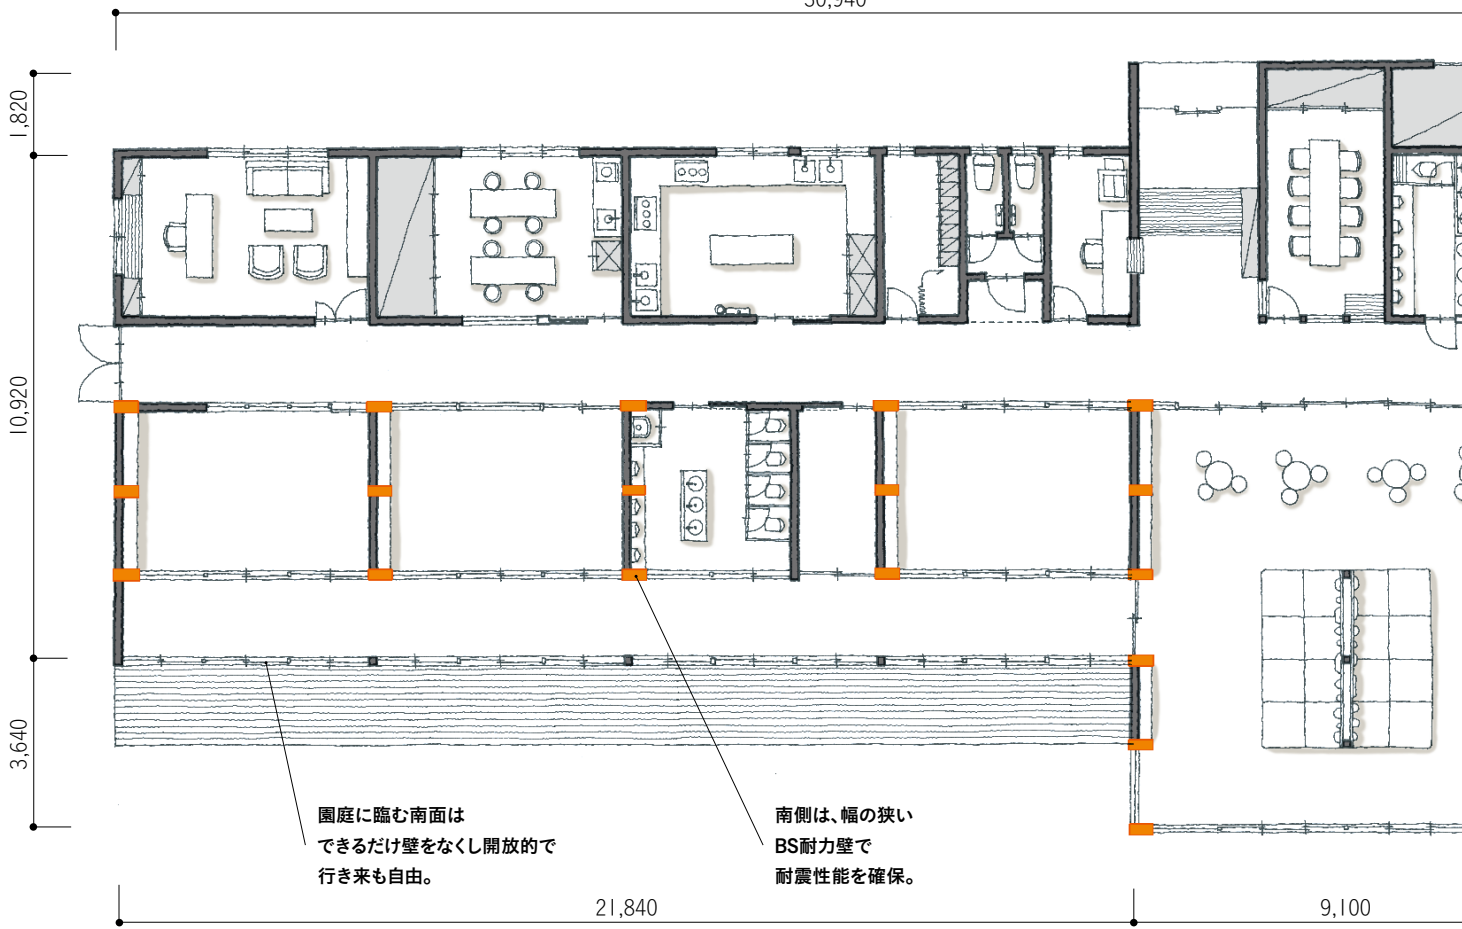 30,940
1,820
10,920
3,640
園庭に臨む南面は
できるだけ壁をなくし開放的で
行き来も自由。
南側は、幅の狭い
BS耐力壁で
耐震性能を確保。
21,840
9,100